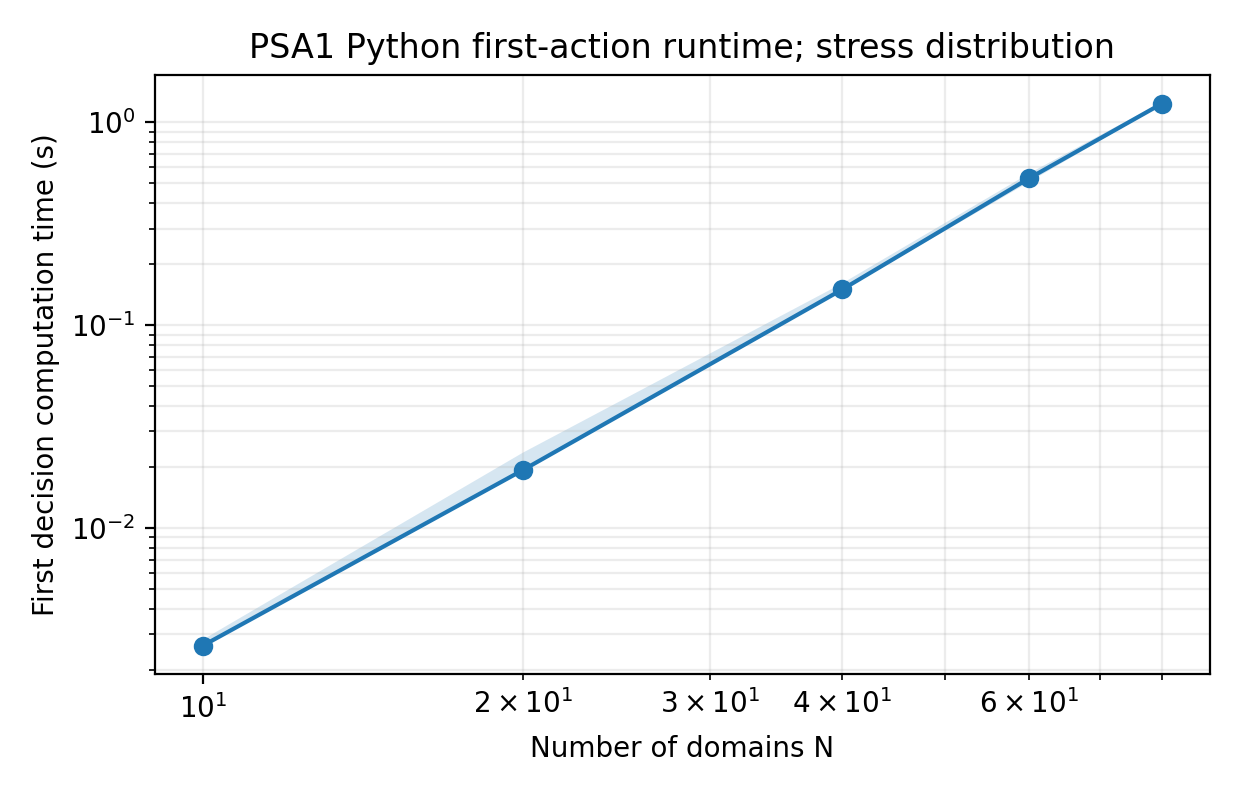 PSA1 Python first-action runtime; stress distribution
First decision computation time (s)
10⁰
10⁻¹
10⁻²
10¹
2 × 10¹
3 × 10¹
4 × 10¹
6 × 10¹
Number of domains N